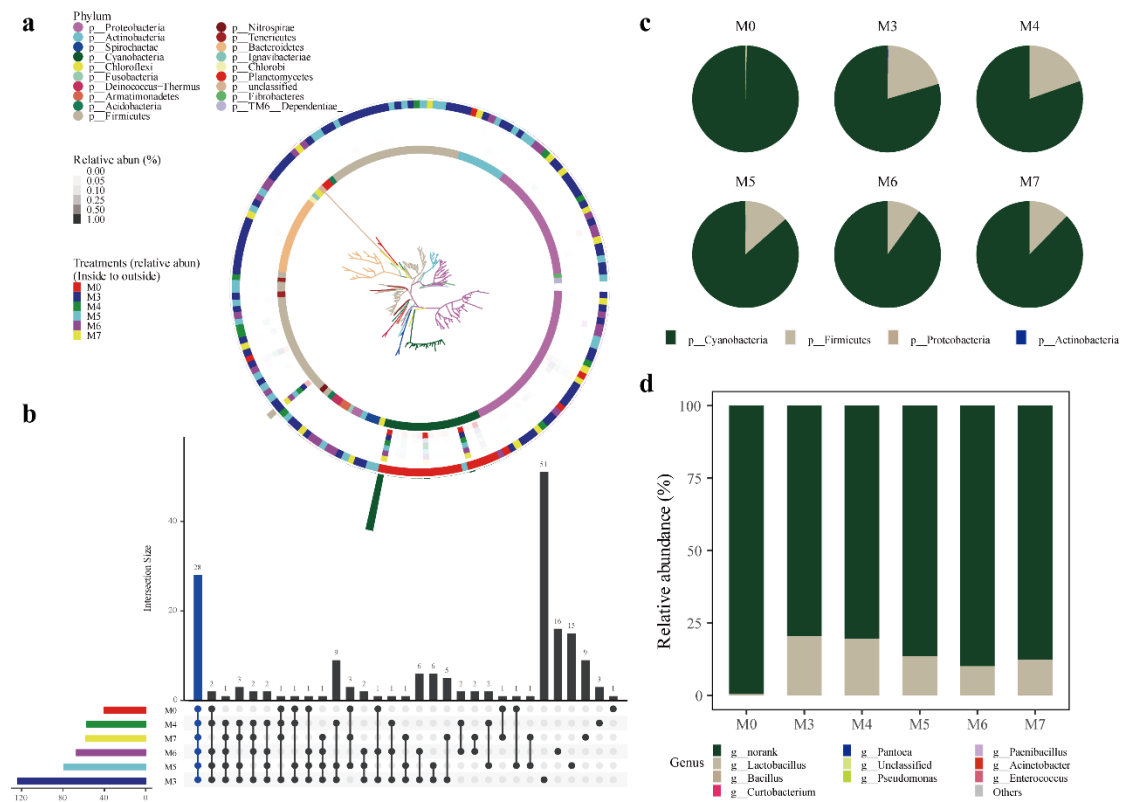 a
Phylum
p__Proteobacteria
p__Actinobacteria
p__Spirochactac
p__Cyanobacteria
p__Chloroflexi
p__Fusobacteria
p__Deinococcus-Thermus
p__Armatimonadetes
p__Acidobacteria
p__Firmicutes
p__Nitrospirae
p__Tenericutes
p__Bacteroidetes
p__Ignavibacteriae
p__Chlorobi
p__Planctomycetes
p__unclassified
p__Fibrobacteres
p__TM6__Dependentiae_
Relative abun (%)
0.00
0.05
0.10
0.25
0.50
1.00
Treatments (relative abun)
(Inside to outside)
M0
M3
M4
M5
M6
M7
b
Intersection Size
40
20
0
28
2
1
3
2
2
1
1
1
1
9
3
2
1
1
1
6
6
5
2
2
2
1
1
1
51
16
15
9
3
1
M0
M4
M7
M6
M5
M3
120
80
40
0
c
M0
M3
M4
M5
M6
M7
p__Cyanobacteria
p__Firmicutes
p__Proteobacteria
p__Actinobacteria
d
Relative abundance (%)
100
75
50
25
0
M0
M3
M4
M5
M6
M7
Genus
g__norank
g__Lactobacillus
g__Bacillus
g__Curtobacterium
g__Pantoea
g__Unclassified
g__Pseudomonas
g__Paenibacillus
g__Acinetobacter
g__Enterococcus
Others